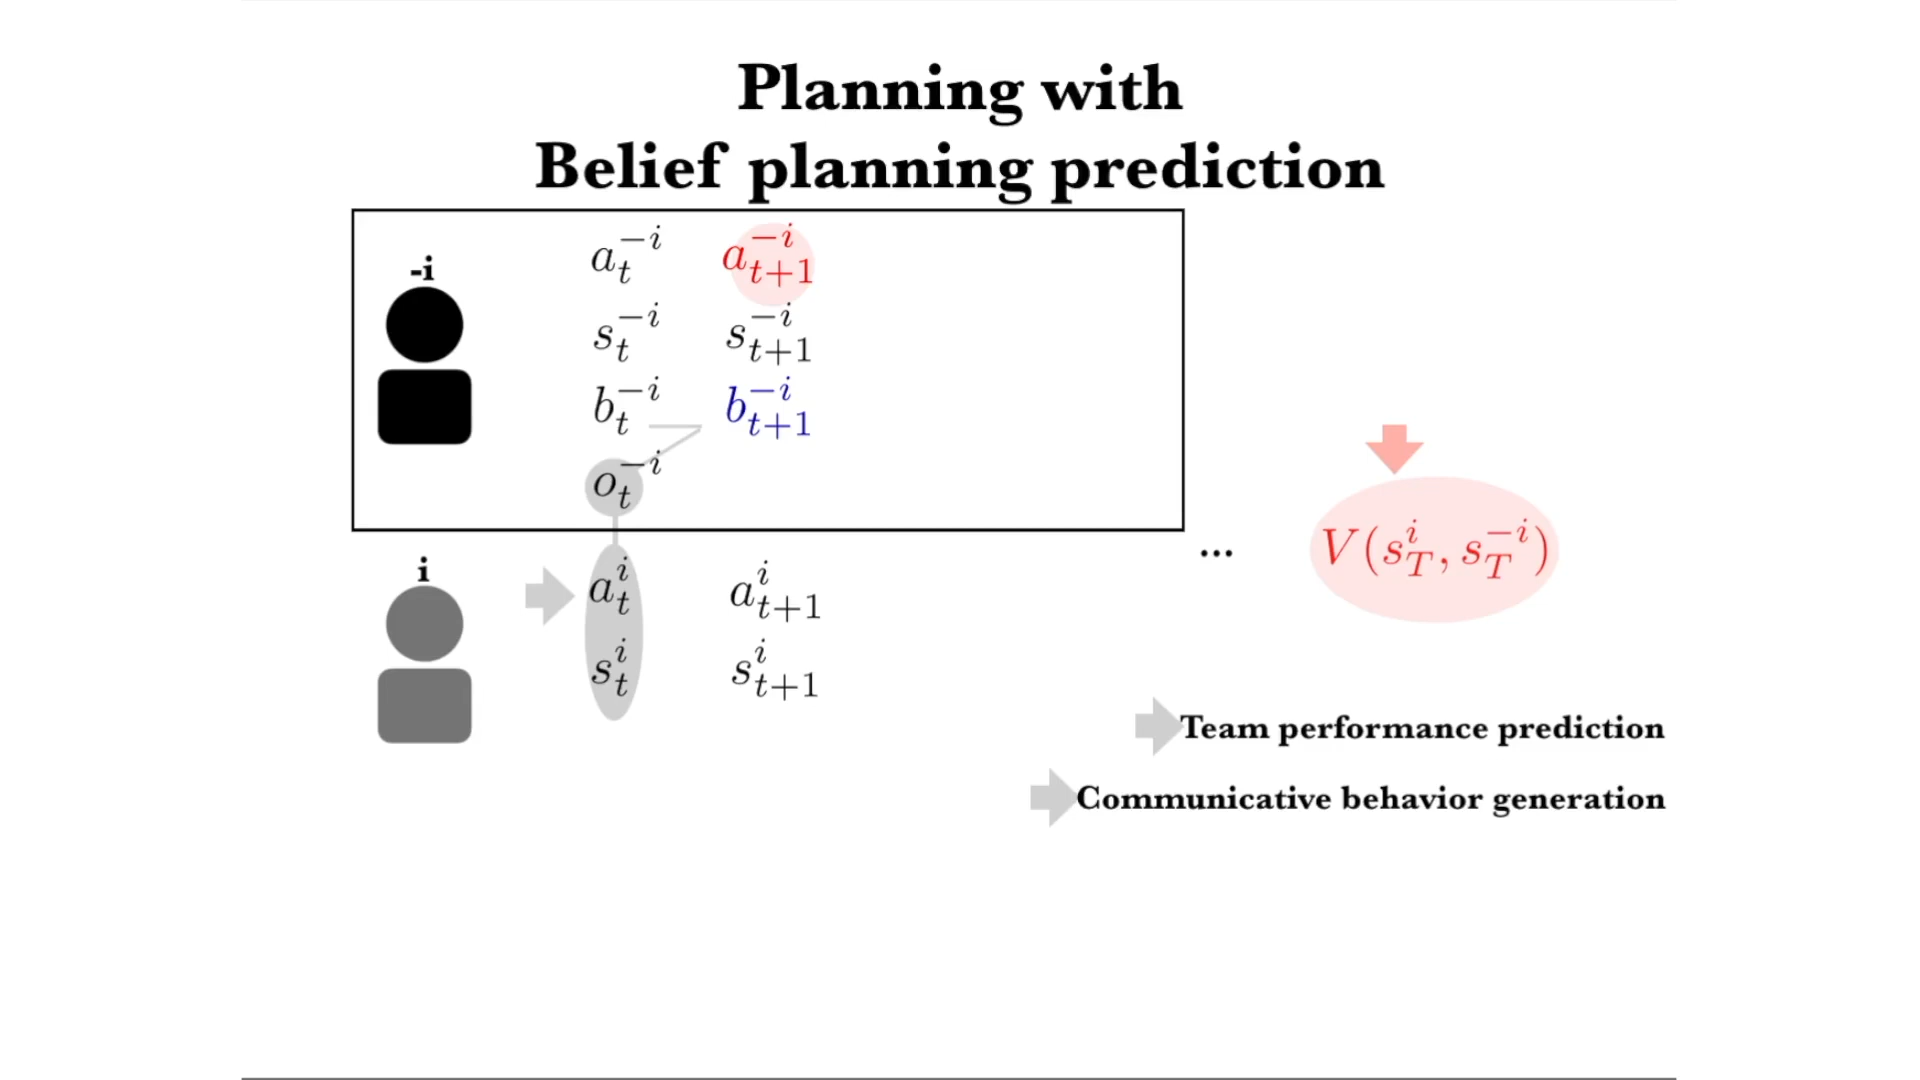 Planning with
Belief planning prediction
-i
a_t^{-i} a_{t+1}^{-i}
s_t^{-i} s_{t+1}^{-i}
b_t^{-i} b_{t+1}^{-i}
o_t^{-i}
i
a_t^i a_{t+1}^i
s_t^i s_{t+1}^i
... V(s_T^i, s_T^{-i})
Team performance prediction
Communicative behavior generation